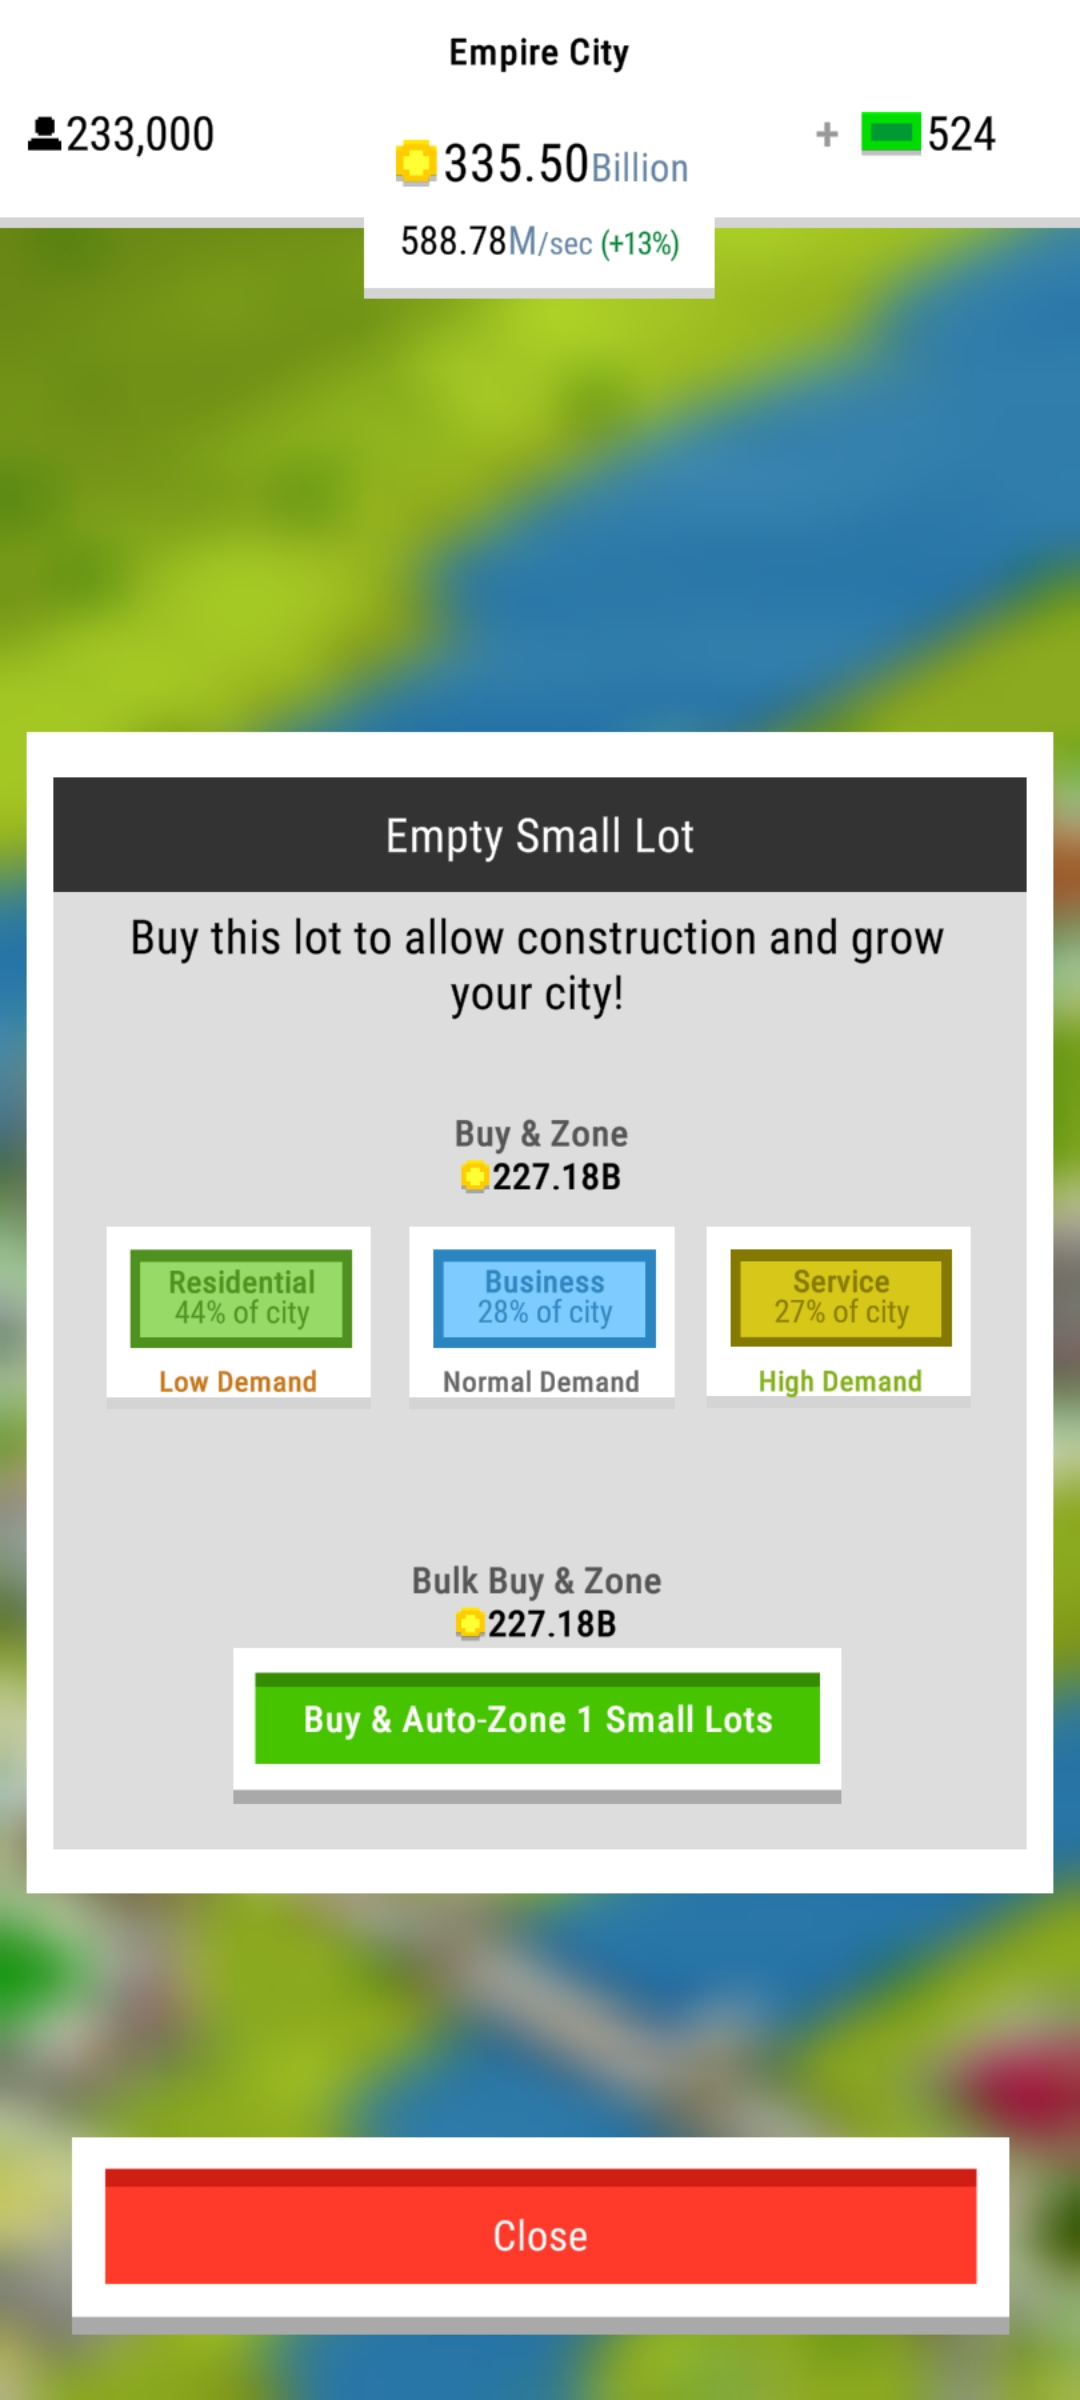 Empire City
233,000
335.50Billion
+ 524
588.78M/sec (+13%)
Empty Small Lot
Buy this lot to allow construction and grow
your city!
Buy & Zone
227.18B
Residential
44% of city
Low Demand
Business
28% of city
Normal Demand
Service
27% of city
High Demand
Bulk Buy & Zone
227.18B
Buy & Auto-Zone 1 Small Lots
Close